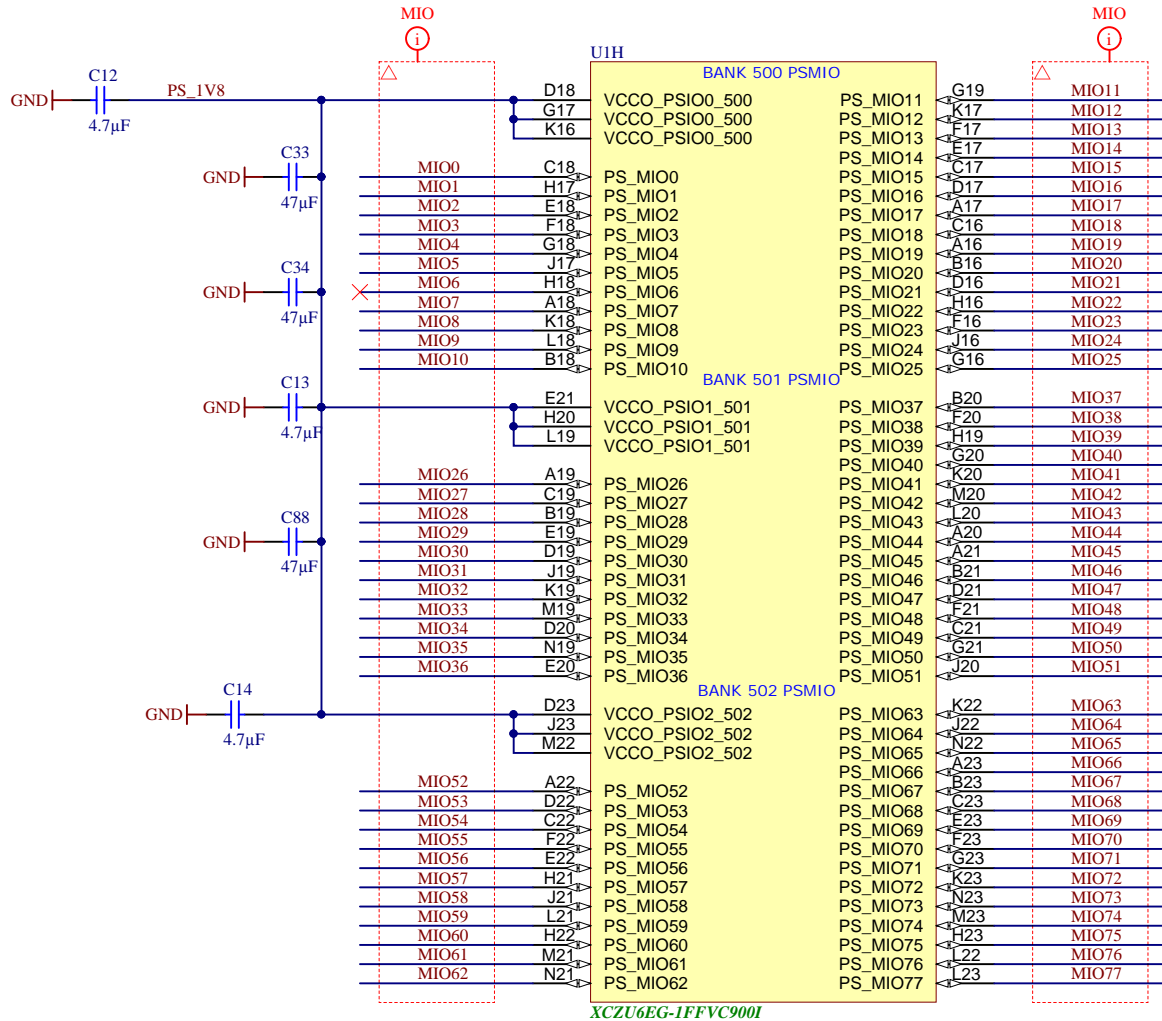 MIO
MIO
U1H
BANK 500 PSMIO
C12
GND
PS_1V8
4.7µF
D18 VCCO_PSIO0_500 PS_MIO11 G19 MIO11
G17 VCCO_PSIO0_500 PS_MIO12 K17 MIO12
K16 VCCO_PSIO0_500 PS_MIO13 F17 MIO13
PS_MIO14 E17 MIO14
C33
GND
47µF
MIO0 C18 PS_MIO0 PS_MIO15 C17 MIO15
MIO1 H17 PS_MIO1 PS_MIO16 D17 MIO16
MIO2 E18 PS_MIO2 PS_MIO17 A17 MIO17
MIO3 F18 PS_MIO3 PS_MIO18 C16 MIO18
MIO4 G18 PS_MIO4 PS_MIO19 A16 MIO19
MIO5 J17 PS_MIO5 PS_MIO20 B16 MIO20
C34
GND
47µF
MIO6 H18 PS_MIO6 PS_MIO21 D16 MIO21
MIO7 A18 PS_MIO7 PS_MIO22 H16 MIO22
MIO8 K18 PS_MIO8 PS_MIO23 F16 MIO23
MIO9 L18 PS_MIO9 PS_MIO24 J16 MIO24
MIO10 B18 PS_MIO10 PS_MIO25 G16 MIO25
BANK 501 PSMIO
C13
GND
4.7µF
E21 VCCO_PSIO1_501 PS_MIO37 B20 MIO37
H20 VCCO_PSIO1_501 PS_MIO38 F20 MIO38
L19 VCCO_PSIO1_501 PS_MIO39 H19 MIO39
PS_MIO40 G20 MIO40
MIO26 A19 PS_MIO26 PS_MIO41 K20 MIO41
MIO27 C19 PS_MIO27 PS_MIO42 M20 MIO42
MIO28 B19 PS_MIO28 PS_MIO43 L20 MIO43
C88
GND
47µF
MIO29 E19 PS_MIO29 PS_MIO44 A20 MIO44
MIO30 D19 PS_MIO30 PS_MIO45 A21 MIO45
MIO31 J19 PS_MIO31 PS_MIO46 B21 MIO46
MIO32 K19 PS_MIO32 PS_MIO47 D21 MIO47
MIO33 M19 PS_MIO33 PS_MIO48 F21 MIO48
MIO34 D20 PS_MIO34 PS_MIO49 C21 MIO49
MIO35 N19 PS_MIO35 PS_MIO50 G21 MIO50
MIO36 E20 PS_MIO36 PS_MIO51 J20 MIO51
BANK 502 PSMIO
C14
GND
4.7µF
D23 VCCO_PSIO2_502 PS_MIO63 K22 MIO63
J23 VCCO_PSIO2_502 PS_MIO64 J22 MIO64
M22 VCCO_PSIO2_502 PS_MIO65 N22 MIO65
PS_MIO66 A23 MIO66
MIO52 A22 PS_MIO52 PS_MIO67 B23 MIO67
MIO53 D22 PS_MIO53 PS_MIO68 C23 MIO68
MIO54 C22 PS_MIO54 PS_MIO69 E23 MIO69
MIO55 F22 PS_MIO55 PS_MIO70 F23 MIO70
MIO56 E22 PS_MIO56 PS_MIO71 G23 MIO71
MIO57 H21 PS_MIO57 PS_MIO72 K23 MIO72
MIO58 J21 PS_MIO58 PS_MIO73 N23 MIO73
MIO59 L21 PS_MIO59 PS_MIO74 M23 MIO74
MIO60 H22 PS_MIO60 PS_MIO75 H23 MIO75
MIO61 M21 PS_MIO61 PS_MIO76 L22 MIO76
MIO62 N21 PS_MIO62 PS_MIO77 L23 MIO77
XCZU6EG-1FFVC900I